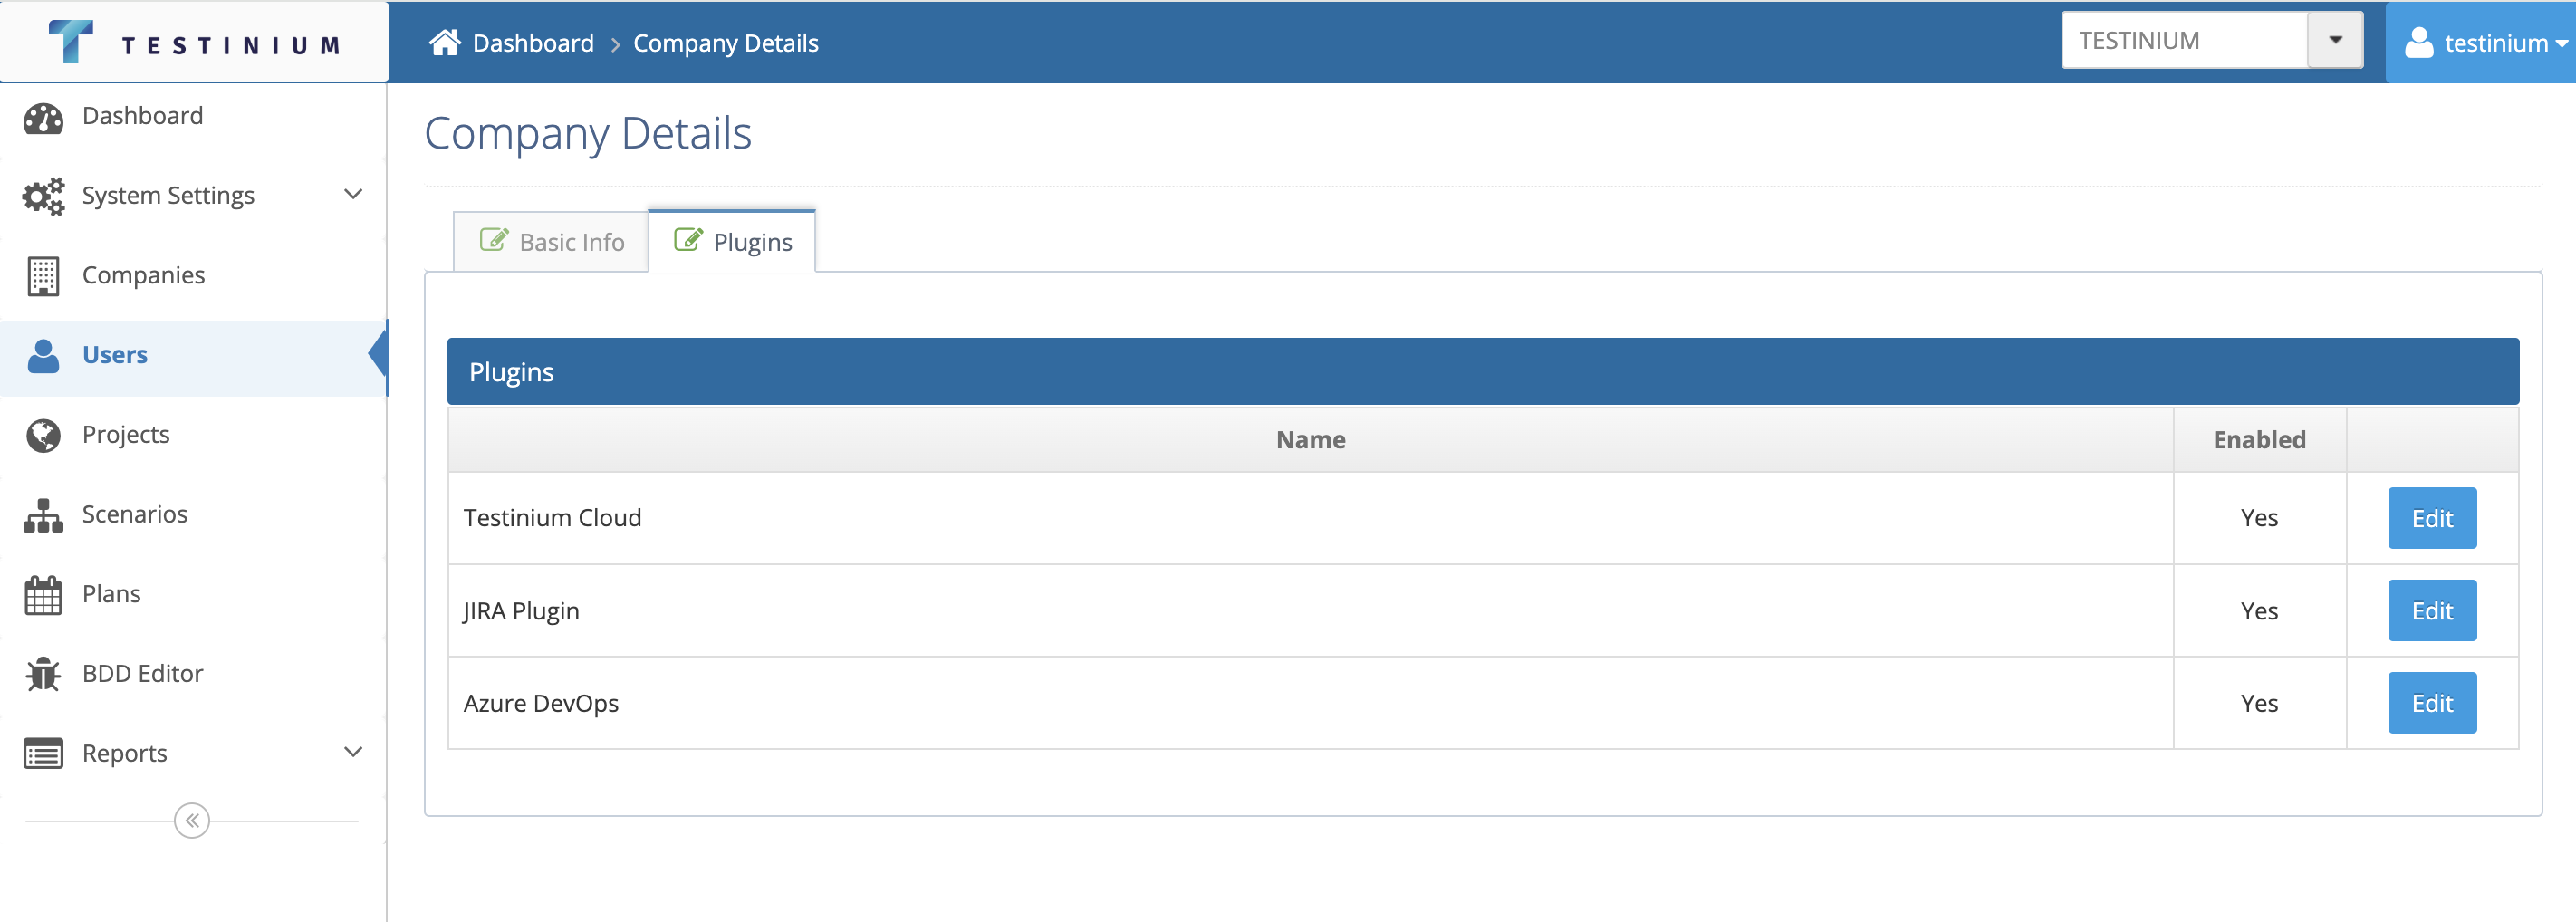 TESTINIUM
Dashboard > Company Details
TESTINIUM
testinium
Dashboard
System Settings
Companies
Users
Projects
Scenarios
Plans
BDD Editor
Reports
Company Details
Basic Info
Plugins
Plugins
Name Enabled
Testinium Cloud Yes Edit
JIRA Plugin Yes Edit
Azure DevOps Yes Edit